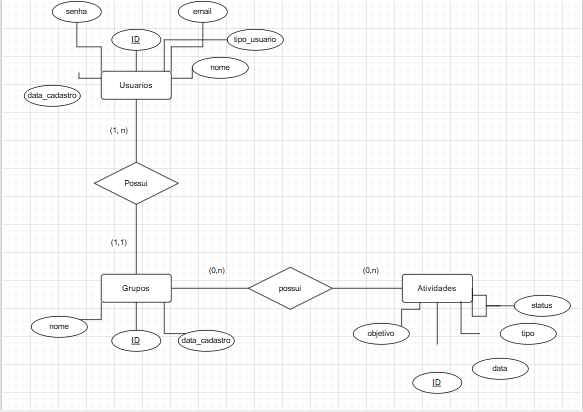 senha
email
ID
tipo_usuario
nome
Usuarios
data_cadastro
(1, n)
Possui
(1,1)
(0,n)
(0,n)
Grupos
possui
Atividades
status
nome
ID
data_cadastro
objetivo
tipo
data
ID